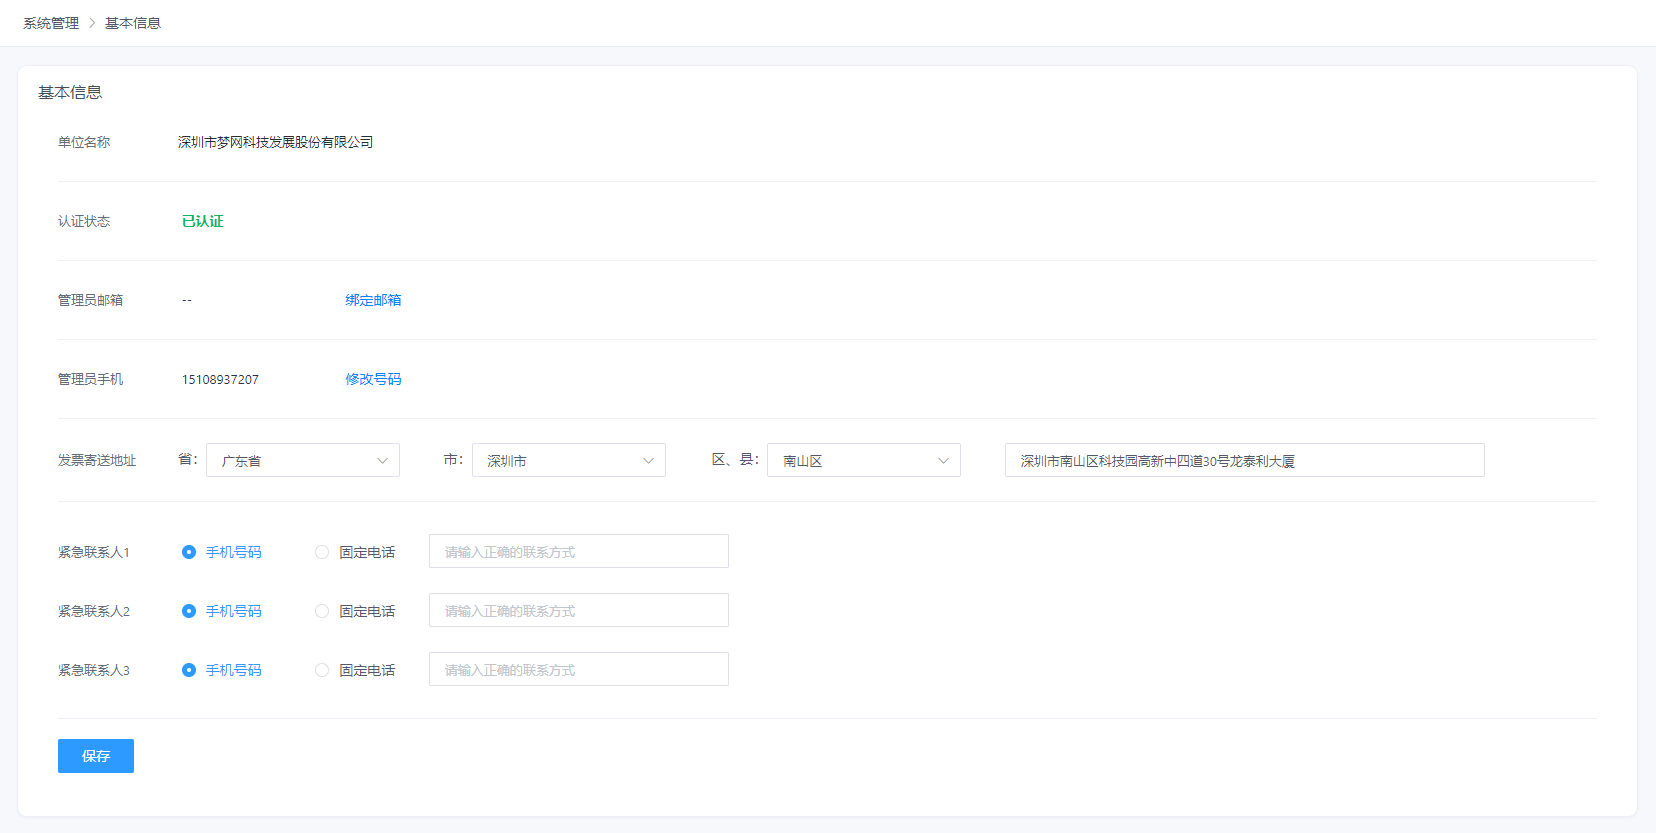 系统管理 > 基本信息
基本信息
单位名称 深圳市梦网科技发展股份有限公司
认证状态 已认证
管理员邮箱 -- 绑定邮箱
管理员手机 15108937207 修改号码
发票寄送地址 省： 广东省 市： 深圳市 区、县： 南山区 深圳市南山区科技园高新中四道30号龙泰利大厦
紧急联系人1 手机号码 固定电话 请输入正确的联系方式
紧急联系人2 手机号码 固定电话 请输入正确的联系方式
紧急联系人3 手机号码 固定电话 请输入正确的联系方式
保存